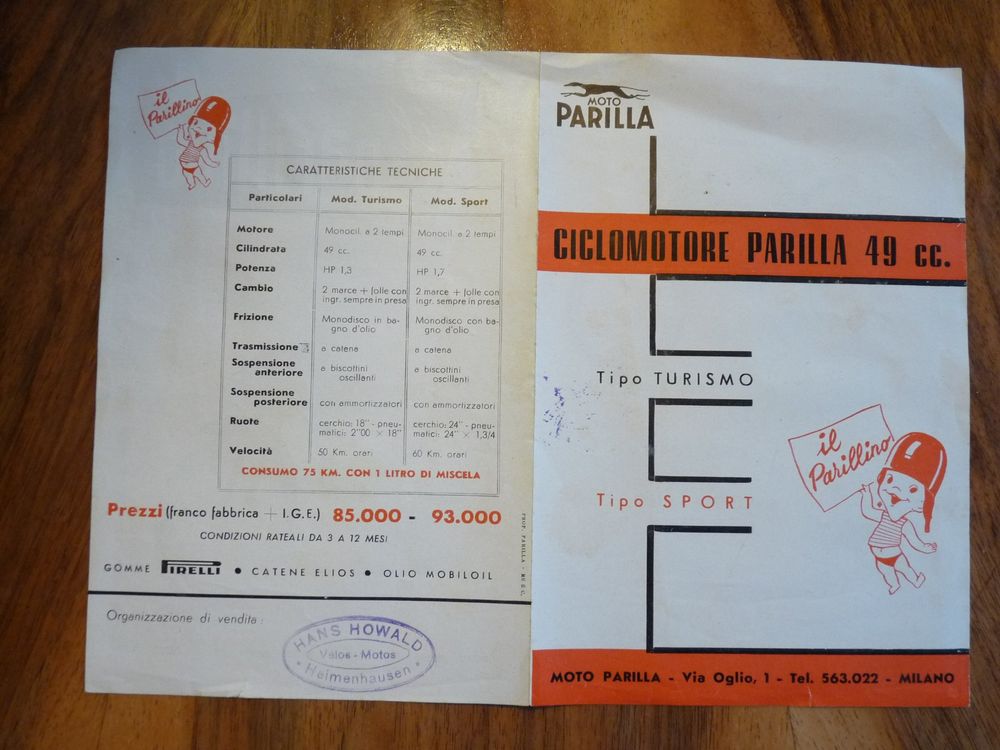 il
Parillino
CARATTERISTICHE TECNICHE
Particolari Mod. Turismo Mod. Sport
Motore Monocil. a 2 tempi Monocil. a 2 tempi
Cilindrata 49 cc. 49 cc.
Potenza HP 1,3 HP 1,7
Cambio 2 marce + folle con ingr. sempre in presa 2 marce + folle con ingr. sempre in presa
Frizione Monodisco in bagno d'olio Monodisco con bagno d'olio
Trasmissione a catena a catena
Sospensione anteriore a biscottini oscillanti a biscottini oscillanti
Sospensione posteriore con ammortizzatori con ammortizzatori
Ruote cerchio: 18" - pneumatici: 2"00 × 18" cerchio: 24" - pneumatici: 24" × 1,3/4
Velocità 50 Km. orari 60 Km. orari
CONSUMO 75 KM. CON 1 LITRO DI MISCELA
Prezzi (franco fabbrica + I.G.E.) 85.000 - 93.000
CONDIZIONI RATEALI DA 3 A 12 MESI
GOMME PIRELLI • CATENE ELIOS • OLIO MOBILOIL
Organizzazione di vendita:
HANS HOWALD
Velos - Motos
Heimenhausen
PROP. PARILLA -
MOTO
PARILLA
CICLOMOTORE PARILLA 49 cc.
Tipo TURISMO
il
Parillino
Tipo SPORT
MOTO PARILLA - Via Oglio, 1 - Tel. 563.022 - MILANO